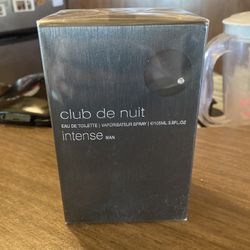 club de nuit
EAU DE TOILETTE | VAPORISATEUR SPRAY | ℮105ML 3.6FL.OZ
intense MAN